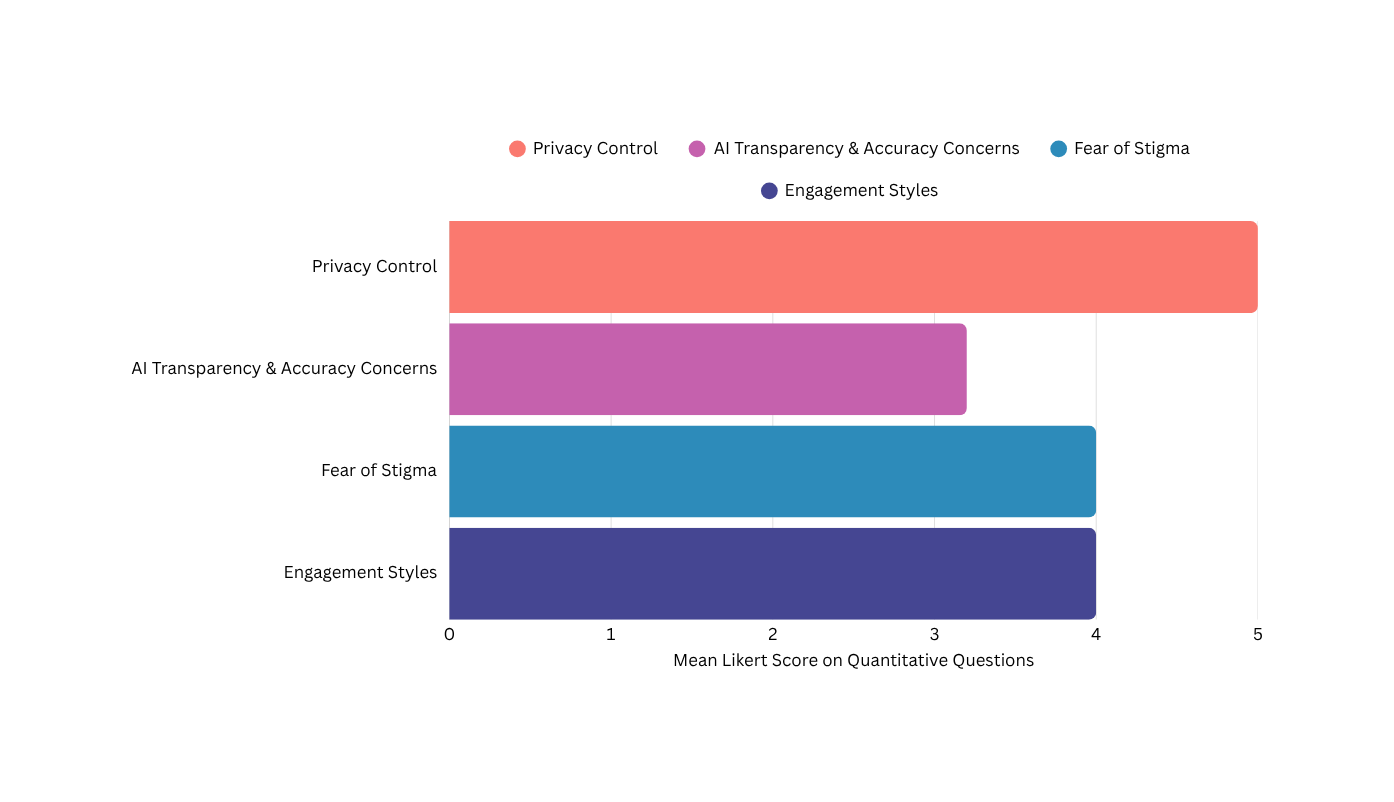 Privacy Control AI Transparency & Accuracy Concerns Fear of Stigma
Engagement Styles
Privacy Control
AI Transparency & Accuracy Concerns
Fear of Stigma
Engagement Styles
0 1 2 3 4 5
Mean Likert Score on Quantitative Questions